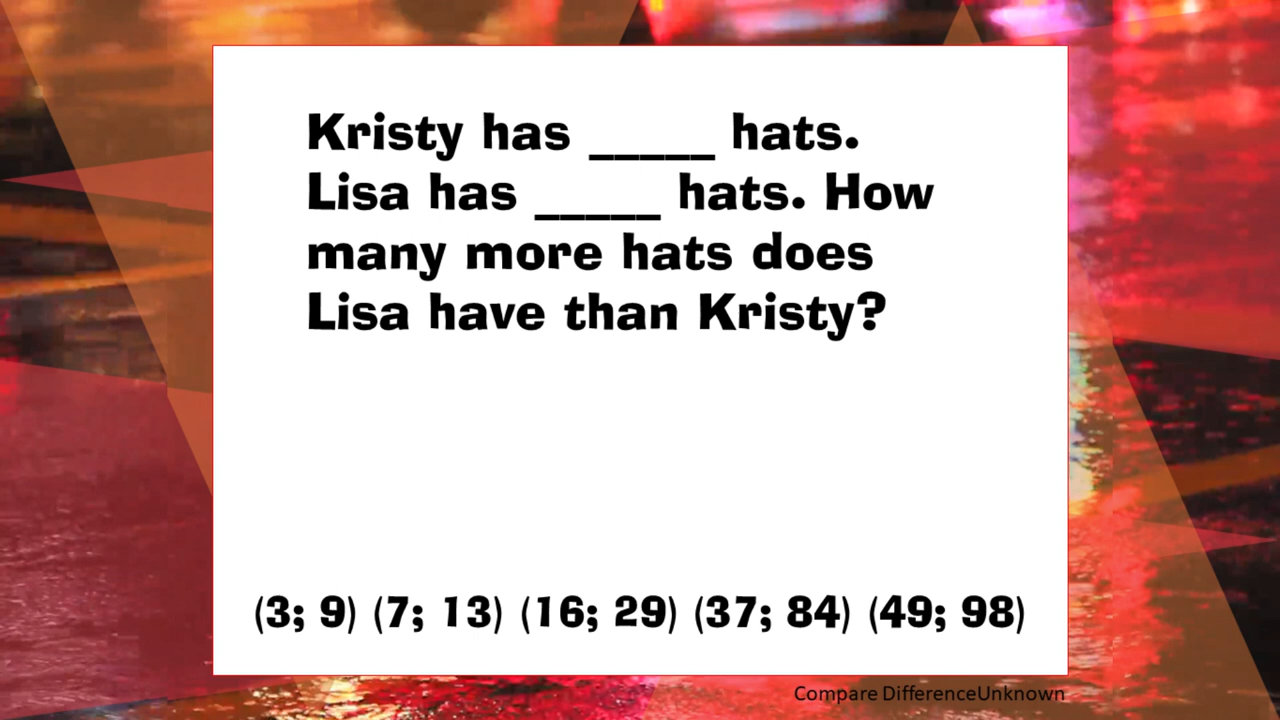 Kristy has _____ hats.
Lisa has _____ hats. How
many more hats does
Lisa have than Kristy?
(3; 9) (7; 13) (16; 29) (37; 84) (49; 98)
Compare DifferenceUnknown